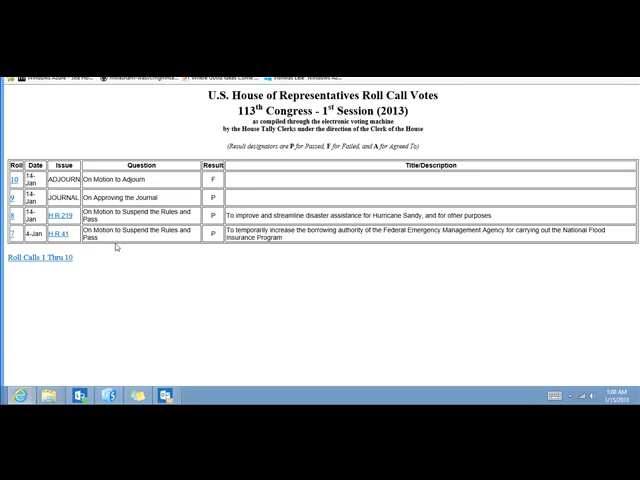 U.S. House of Representatives Roll Call Votes
113th Congress - 1st Session (2013)
as compiled through the electronic voting machine
by the House Tally Clerks under the direction of the Clerk of the House
(Result designators are P for Passed, F for Failed, and A for Agreed To)
Roll Date Issue Question Result Title/Description
10 14-Jan ADJOURN On Motion to Adjourn F
9 14-Jan JOURNAL On Approving the Journal P
8 14-Jan H R 219 On Motion to Suspend the Rules and Pass P To improve and streamline disaster assistance for Hurricane Sandy, and for other purposes
7 4-Jan H R 41 On Motion to Suspend the Rules and Pass P To temporarily increase the borrowing authority of the Federal Emergency Management Agency for carrying out the National Flood Insurance Program
Roll Calls 1 Thru 10
1:08 AM